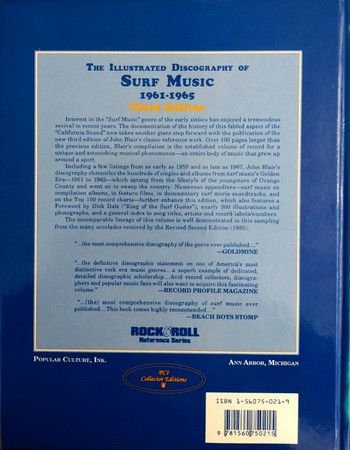 THE ILLUSTRATED DISCOGRAPHY OF
SURF MUSIC
1961-1965
Third Edition
Interest in the "Surf Music" genre of the early sixties has enjoyed a tremendous
revival in recent years. The documentation of the history of this fabled aspect of the
"California Sound" now takes another giant step forward with the publication of the
new third edition of John Blair's classic reference work. Over 100 pages larger than
the previous edition, Blair's compilation is the established volume of record for a
unique and astonishing musical phenomenon—an entire body of music that grew up
around a sport.
Including a few listings from as early as 1959 and so late as 1967, John Blair's
discography chronicles the hundreds of singles and albums from surf music's Golden
Era—1961 to 1965—which sprang from the lifestyle of the youngsters of Orange
County and went on to sweep the country. Numerous appendixes—surf music on
compilation albums, in feature films, in documentary surf movie soundtracks, and
on the Top 100 record charts—further enhance this edition, which also features a
Foreword by Dick Dale ("King of the Surf Guitar"), nearly 300 illustrations and
photographs, and a general index to song titles, artists and record labels/numbers.
The incomparable lineage of this volume is well demonstrated in this sampling
from the many accolades received by the Revised Second Edition (1985):
"...the most comprehensive discography of the genre ever published..."
—GOLDMINE
"...the definitive discographic statement on one of America's most
distinctive rock era music genres...a superb example of dedicated,
detailed discographic scholarship....Avid record collectors, discogra-
phers and popular music fans will also want to acquire this fascinating
volume."
—RECORD PROFILE MAGAZINE
"...[the] most comprehensive discography of surf music ever
published...This book comes highly recommended..."
—BEACH BOYS STOMP
ROCK&ROLL
Reference Series
POPULAR CULTURE, INK.
ANN ARBOR, MICHIGAN
PCI
Collector Editions
ISBN 1-56075-021-9
9 781560 750215